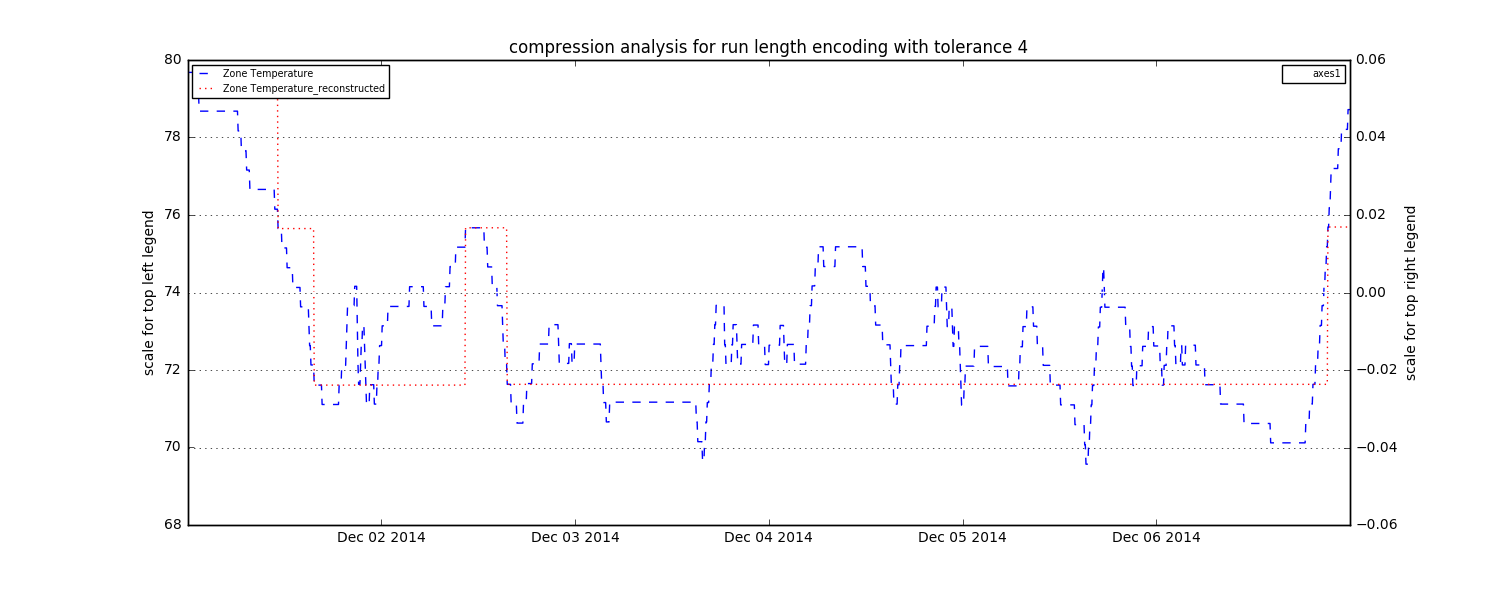 compression analysis for run length encoding with tolerance 4
Zone Temperature
Zone Temperature_reconstructed
axes1
80
78
76
74
72
70
68
scale for top left legend
0.06
0.04
0.02
0.00
−0.02
−0.04
−0.06
scale for top right legend
Dec 02 2014
Dec 03 2014
Dec 04 2014
Dec 05 2014
Dec 06 2014